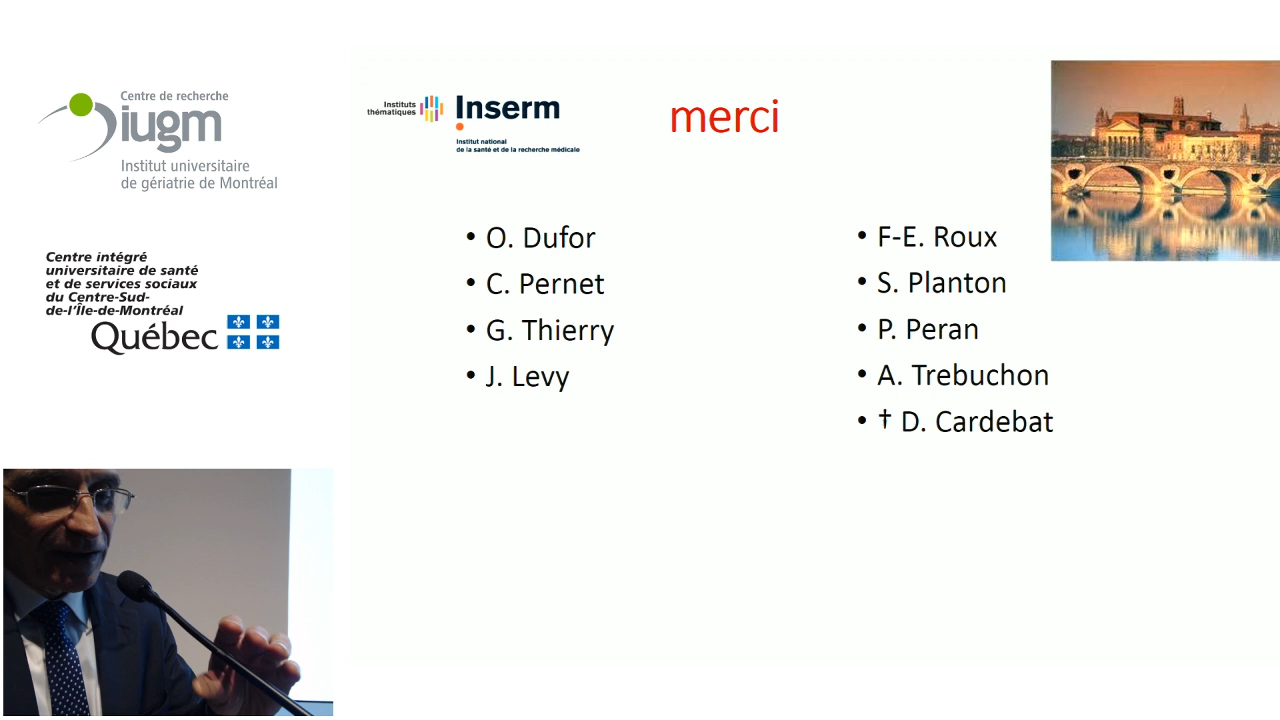 Centre de recherche
iugm
Institut universitaire
de gériatrie de Montréal
Centre intégré
universitaire de santé
et de services sociaux
du Centre-Sud-
de-l'Île-de-Montréal
Québec
Instituts
thématiques
Inserm
Institut national
de la santé et de la recherche médicale
merci
• O. Dufor
• C. Pernet
• G. Thierry
• J. Levy
• F-E. Roux
• S. Planton
• P. Peran
• A. Trebuchon
• † D. Cardebat